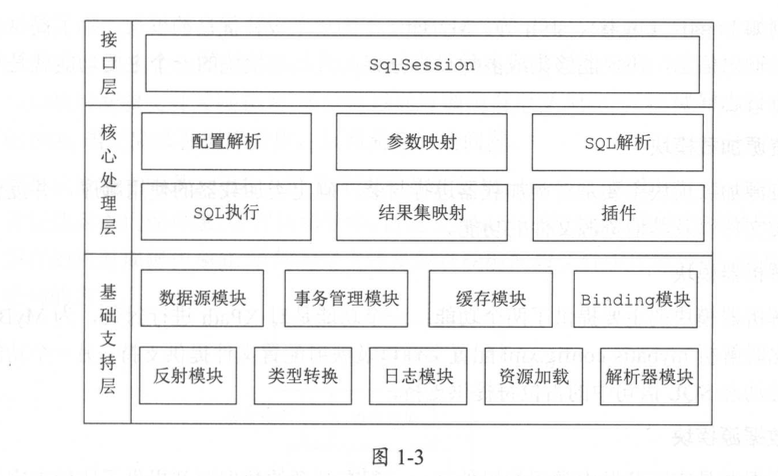 接口层
SqlSession
核心处理层
配置解析 参数映射 SQL解析
SQL执行 结果集映射 插件
基础支持层
数据源模块 事务管理模块 缓存模块 Binding模块
反射模块 类型转换 日志模块 资源加载 解析器模块
图 1-3